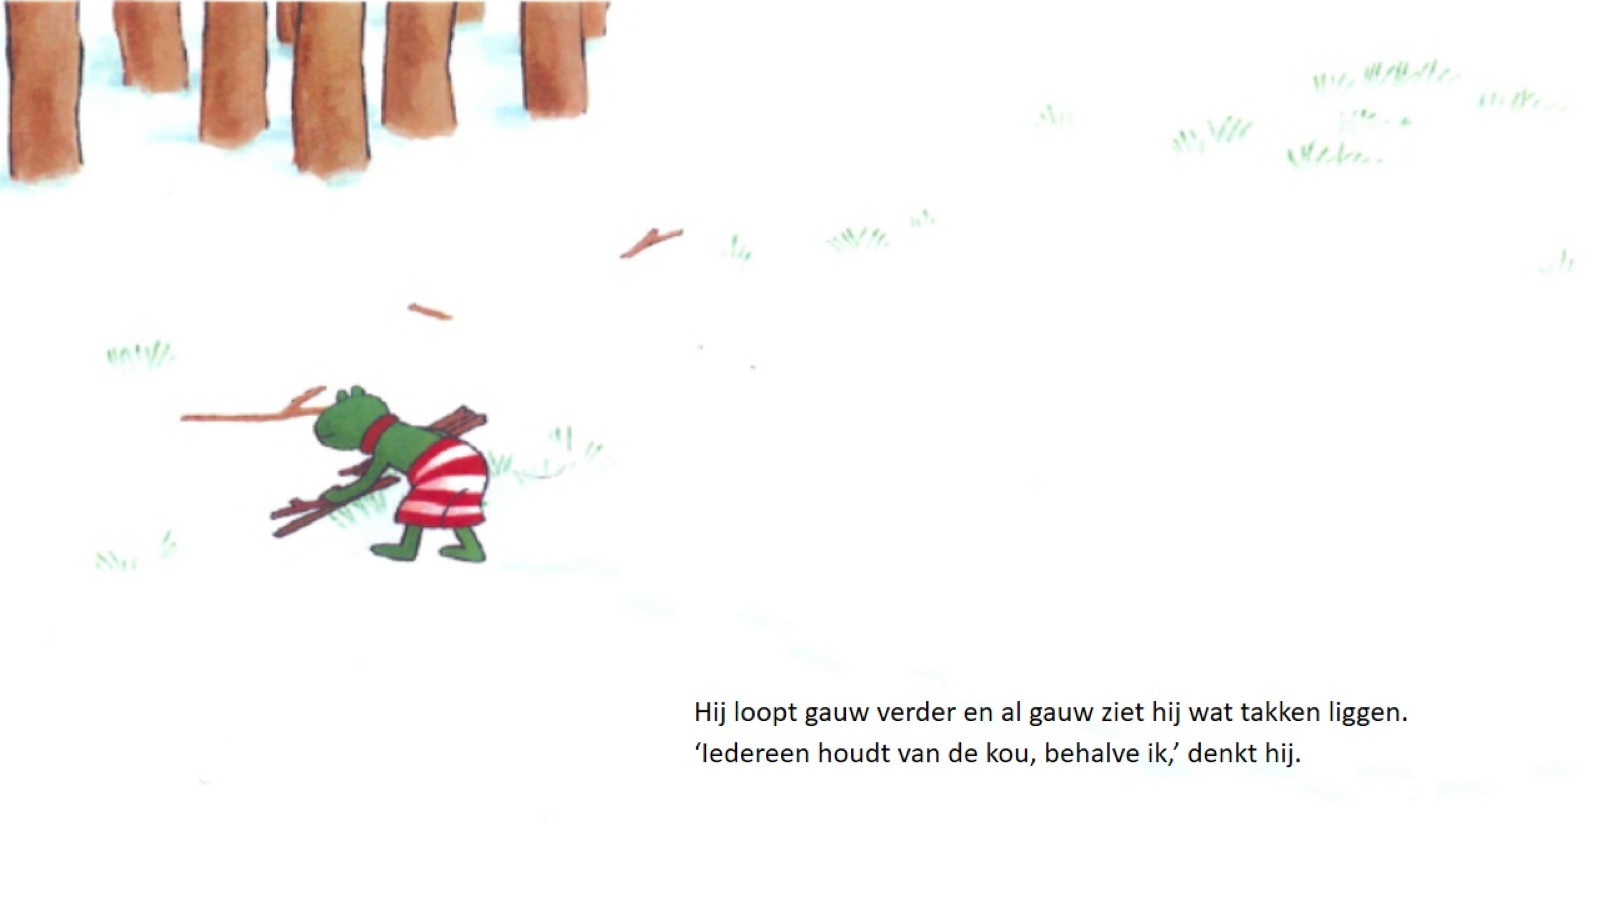 Hij loopt gauw verder en al gauw ziet hij wat takken liggen.
‘Iedereen houdt van de kou, behalve ik,’ denkt hij.